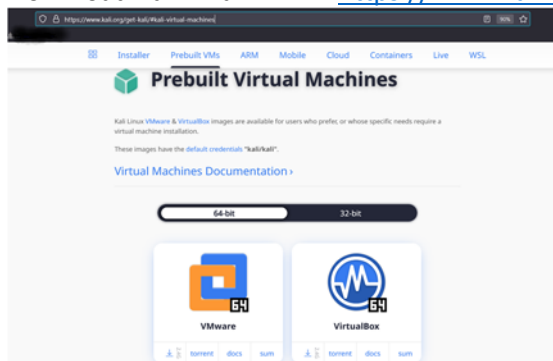 https://www.kali.org/get-kali/#kali-virtual-machines
90%
Installer Prebuilt VMs ARM Mobile Cloud Containers Live WSL
Prebuilt Virtual Machines
Kali Linux VMware & VirtualBox images are available for users who prefer, or whose specific needs require a
virtual machine installation.
These images have the default credentials "kali/kali".
Virtual Machines Documentation ›
64-bit 32-bit
64 64
VMware VirtualBox
torrent docs sum torrent docs sum